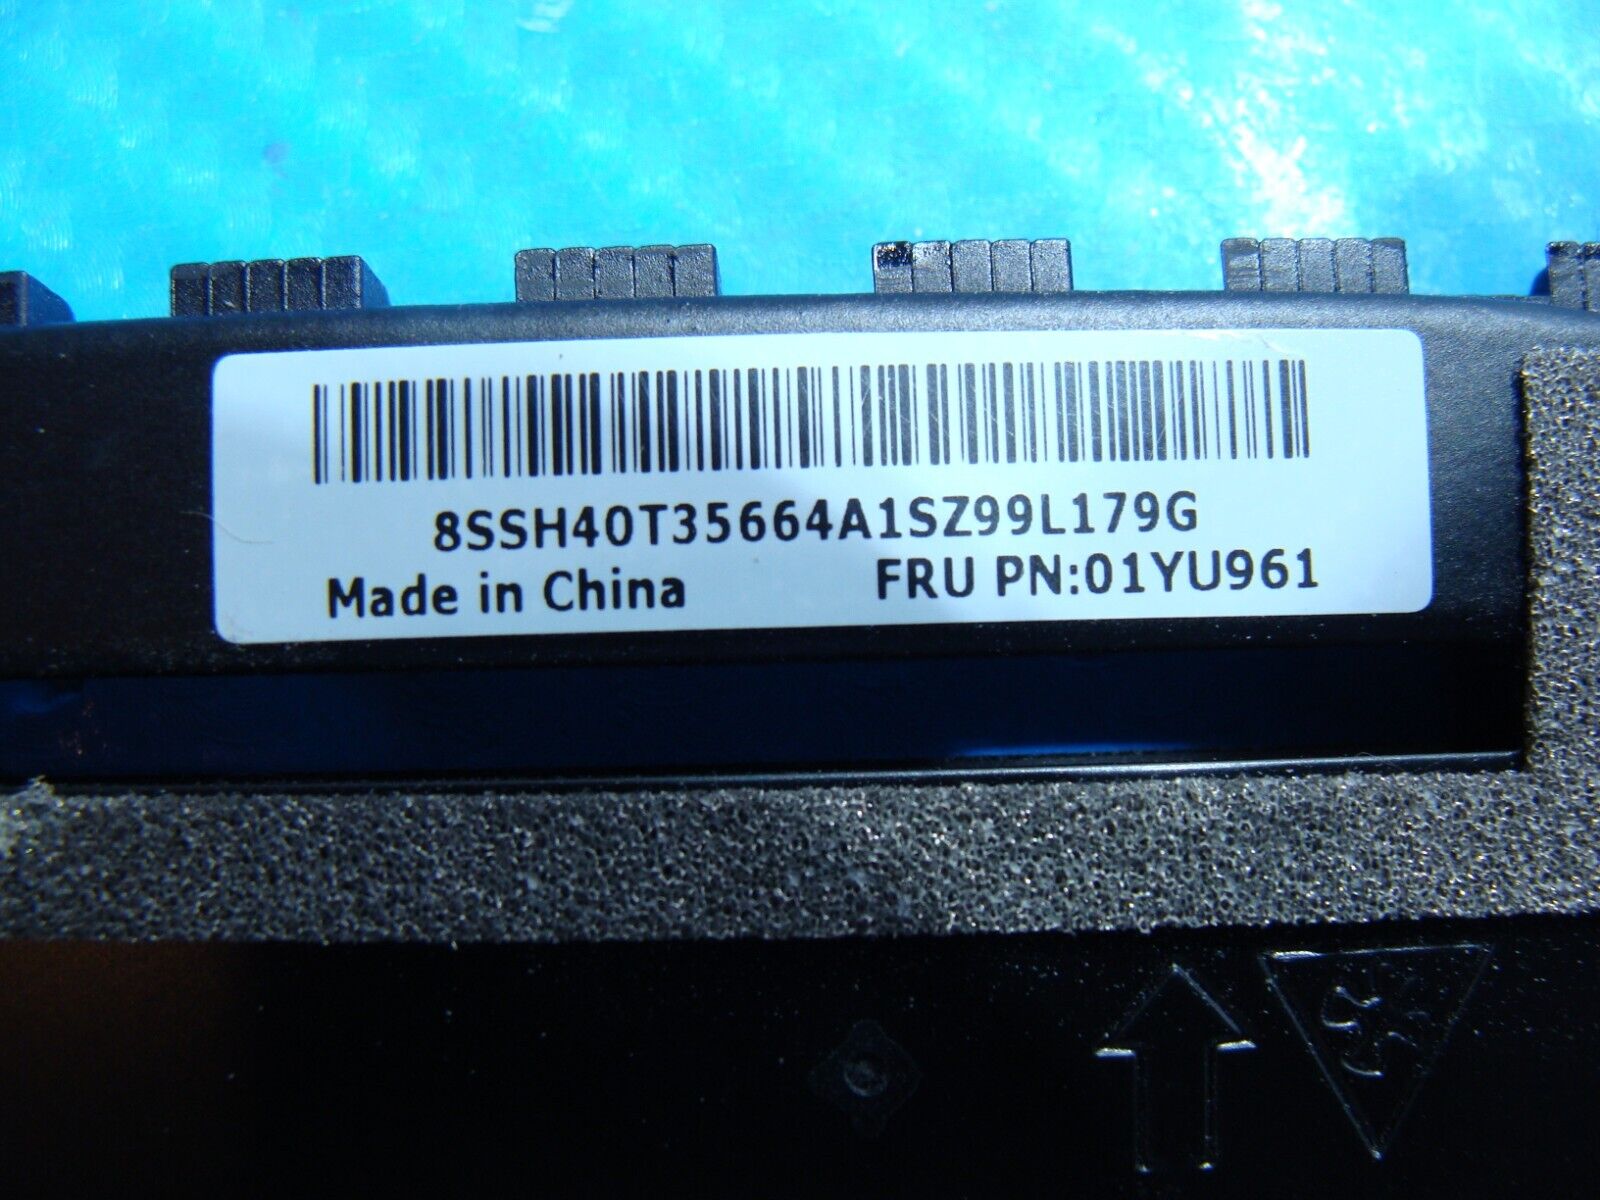 8SSH40T35664A1SZ99L179G
Made in China FRU PN:01YU961